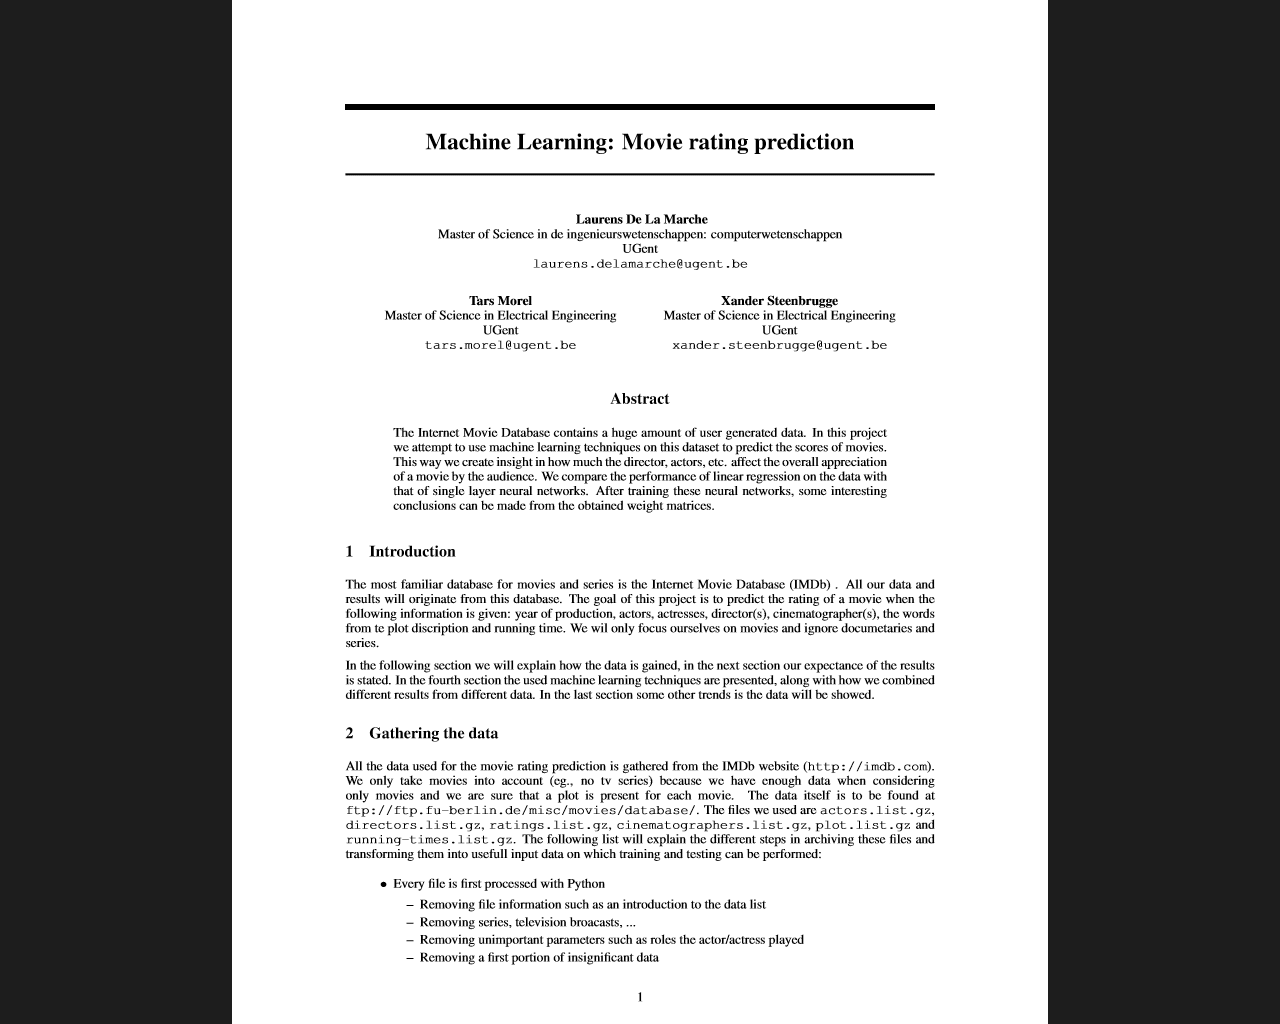 Machine Learning: Movie rating prediction
Laurens De La Marche
Master of Science in de ingenieurswetenschappen: computerwetenschappen
UGent
laurens.delamarche@ugent.be
Tars Morel
Master of Science in Electrical Engineering
UGent
tars.morel@ugent.be
Xander Steenbrugge
Master of Science in Electrical Engineering
UGent
xander.steenbrugge@ugent.be
Abstract
The Internet Movie Database contains a huge amount of user generated data. In this project
we attempt to use machine learning techniques on this dataset to predict the scores of movies.
This way we create insight in how much the director, actors, etc. affect the overall appreciation
of a movie by the audience. We compare the performance of linear regression on the data with
that of single layer neural networks. After training these neural networks, some interesting
conclusions can be made from the obtained weight matrices.
1 Introduction
The most familiar database for movies and series is the Internet Movie Database (IMDb) . All our data and
results will originate from this database. The goal of this project is to predict the rating of a movie when the
following information is given: year of production, actors, actresses, director(s), cinematographer(s), the words
from te plot discription and running time. We wil only focus ourselves on movies and ignore documetaries and
series.
In the following section we will explain how the data is gained, in the next section our expectance of the results
is stated. In the fourth section the used machine learning techniques are presented, along with how we combined
different results from different data. In the last section some other trends is the data will be showed.
2 Gathering the data
All the data used for the movie rating prediction is gathered from the IMDb website (http://imdb.com).
We only take movies into account (eg., no tv series) because we have enough data when considering
only movies and we are sure that a plot is present for each movie. The data itself is to be found at
ftp://ftp.fu-berlin.de/misc/movies/database/. The files we used are actors.list.gz,
directors.list.gz, ratings.list.gz, cinematographers.list.gz, plot.list.gz and
running-times.list.gz. The following list will explain the different steps in archiving these files and
transforming them into usefull input data on which training and testing can be performed:
• Every file is first processed with Python
– Removing file information such as an introduction to the data list
– Removing series, television broacasts, ...
– Removing unimportant parameters such as roles the actor/actress played
– Removing a first portion of insignificant data
1